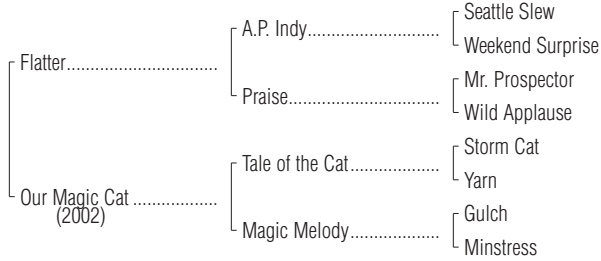 Seattle Slew
A.P. Indy............................
Weekend Surprise
Flatter................................
Mr. Prospector
Praise................................
Wild Applause
Storm Cat
Tale of the Cat...................
Yarn
Our Magic Cat ..................
(2002)
Gulch
Magic Melody...................
Minstress